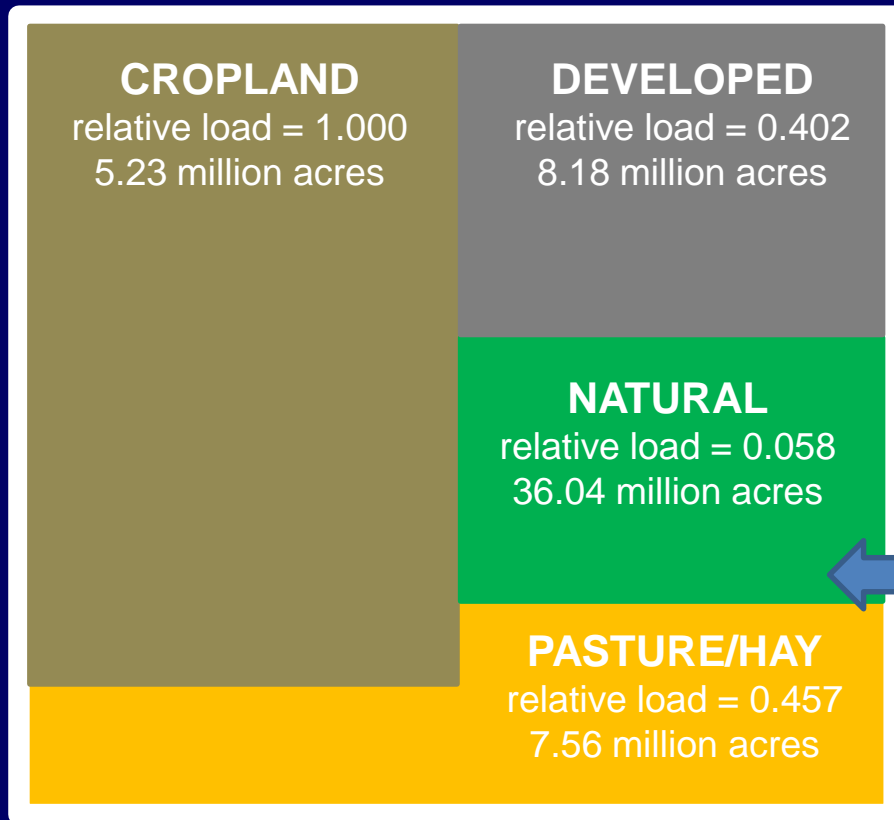 CROPLAND
relative load = 1.000
5.23 million acres
DEVELOPED
relative load = 0.402
8.18 million acres
NATURAL
relative load = 0.058
36.04 million acres
PASTURE/HAY
relative load = 0.457
7.56 million acres